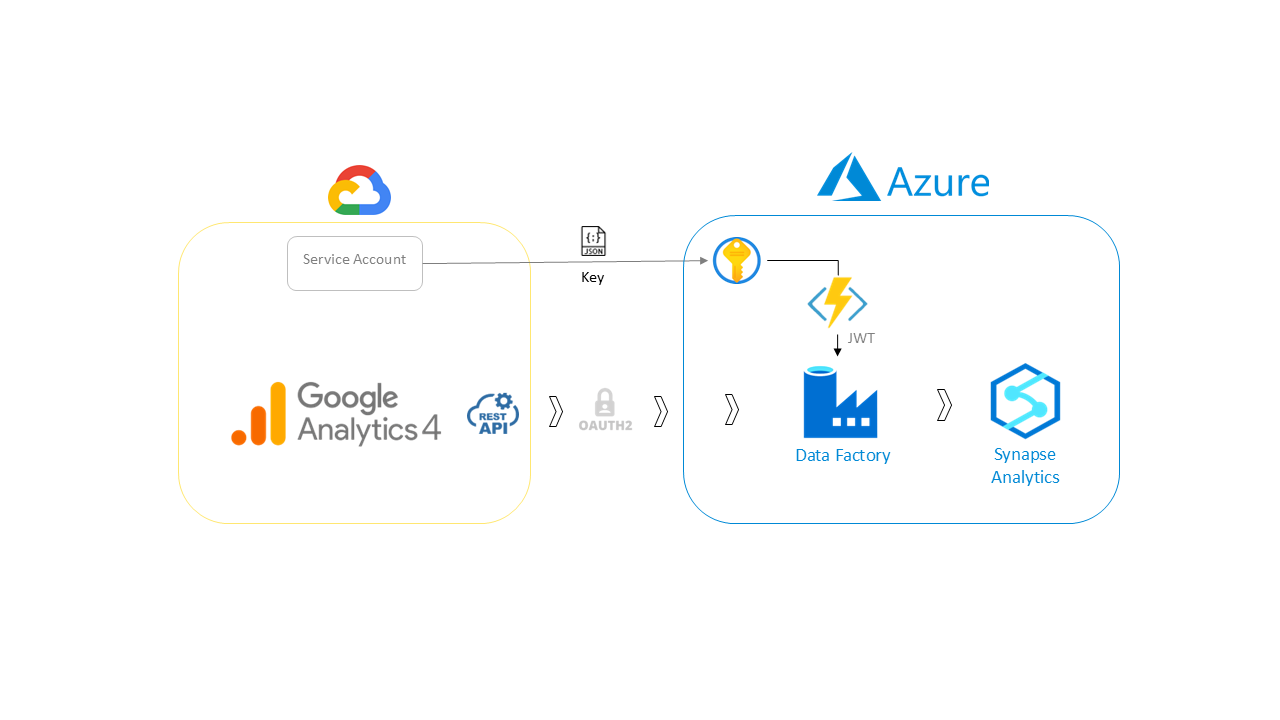 Azure
Service Account
{:}
JSON
Key
JWT
Google
Analytics 4
REST
API
OAUTH2
Data Factory
Synapse
Analytics